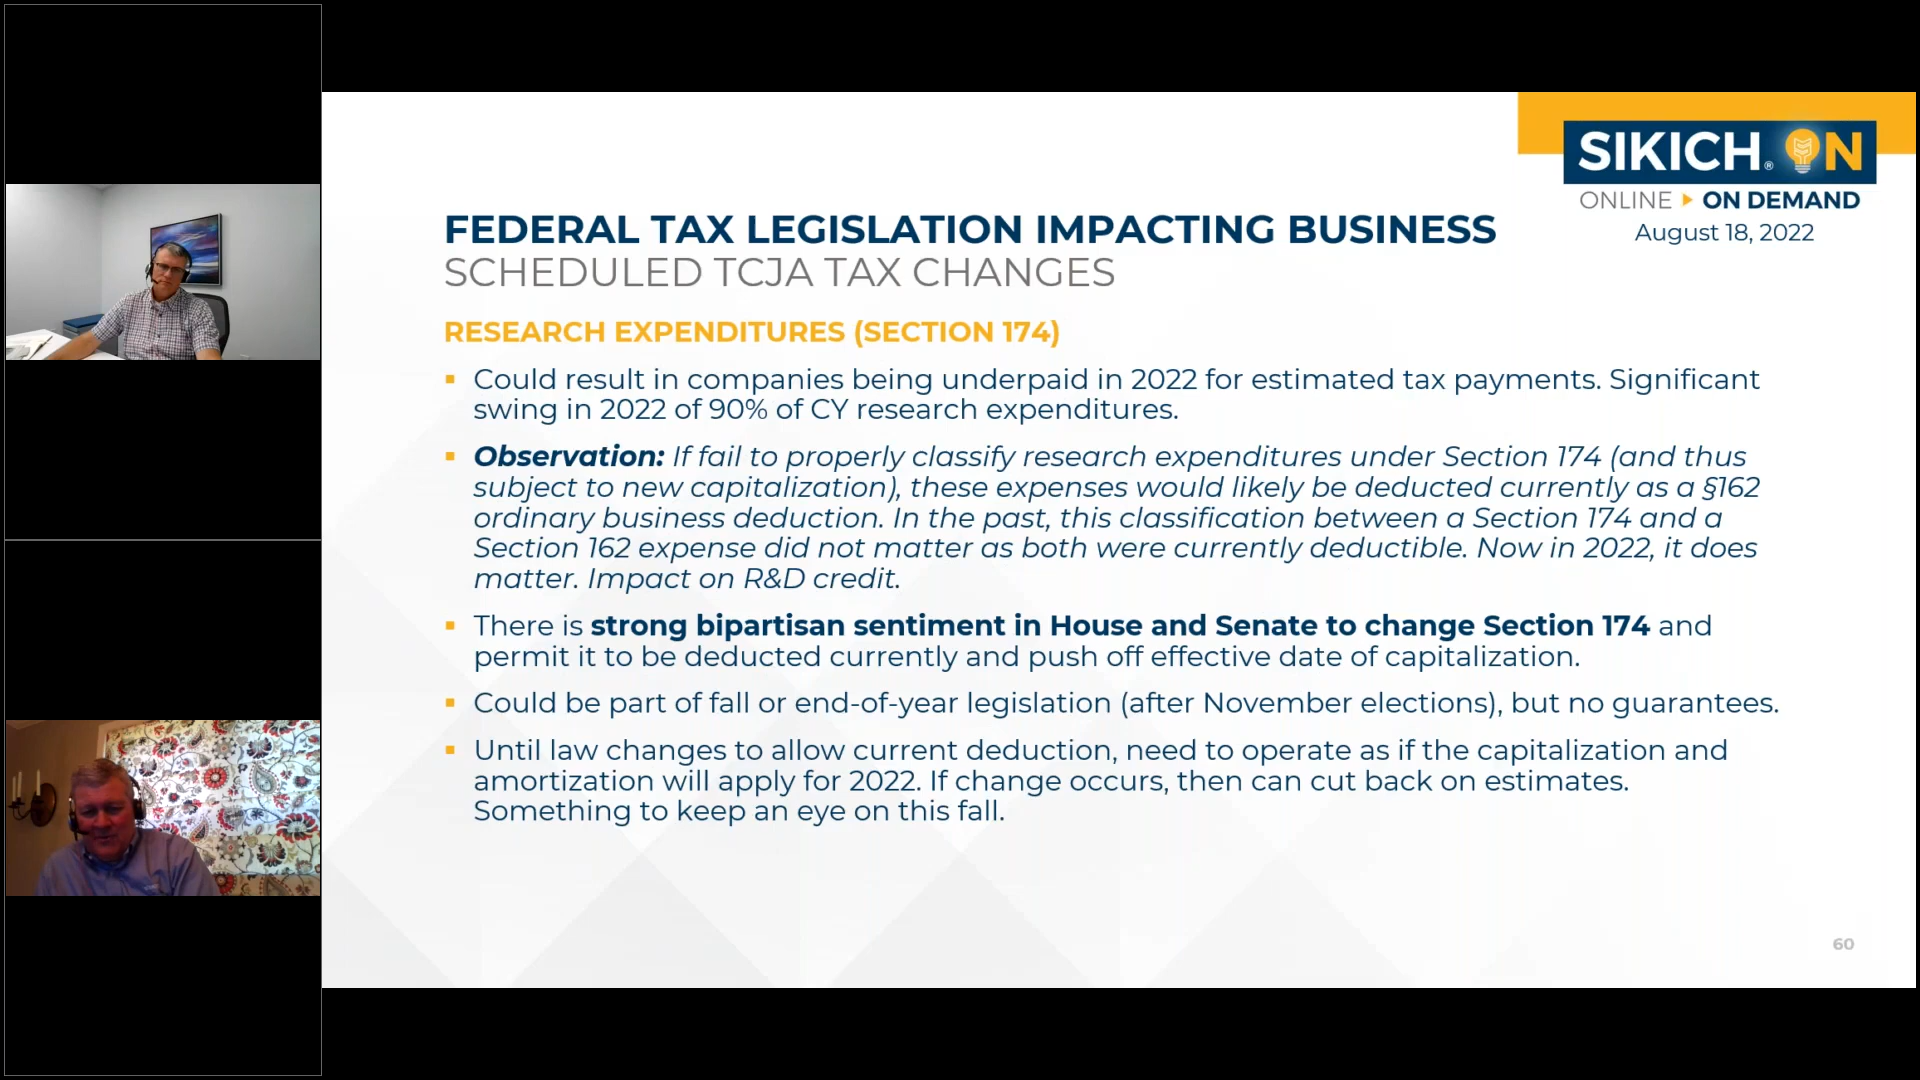 SIKICH® ON
ONLINE ▸ ON DEMAND
August 18, 2022
FEDERAL TAX LEGISLATION IMPACTING BUSINESS
SCHEDULED TCJA TAX CHANGES
RESEARCH EXPENDITURES (SECTION 174)
▪ Could result in companies being underpaid in 2022 for estimated tax payments. Significant
swing in 2022 of 90% of CY research expenditures.
▪ Observation: If fail to properly classify research expenditures under Section 174 (and thus
subject to new capitalization), these expenses would likely be deducted currently as a §162
ordinary business deduction. In the past, this classification between a Section 174 and a
Section 162 expense did not matter as both were currently deductible. Now in 2022, it does
matter. Impact on R&D credit.
▪ There is strong bipartisan sentiment in House and Senate to change Section 174 and
permit it to be deducted currently and push off effective date of capitalization.
▪ Could be part of fall or end-of-year legislation (after November elections), but no guarantees.
▪ Until law changes to allow current deduction, need to operate as if the capitalization and
amortization will apply for 2022. If change occurs, then can cut back on estimates.
Something to keep an eye on this fall.
60